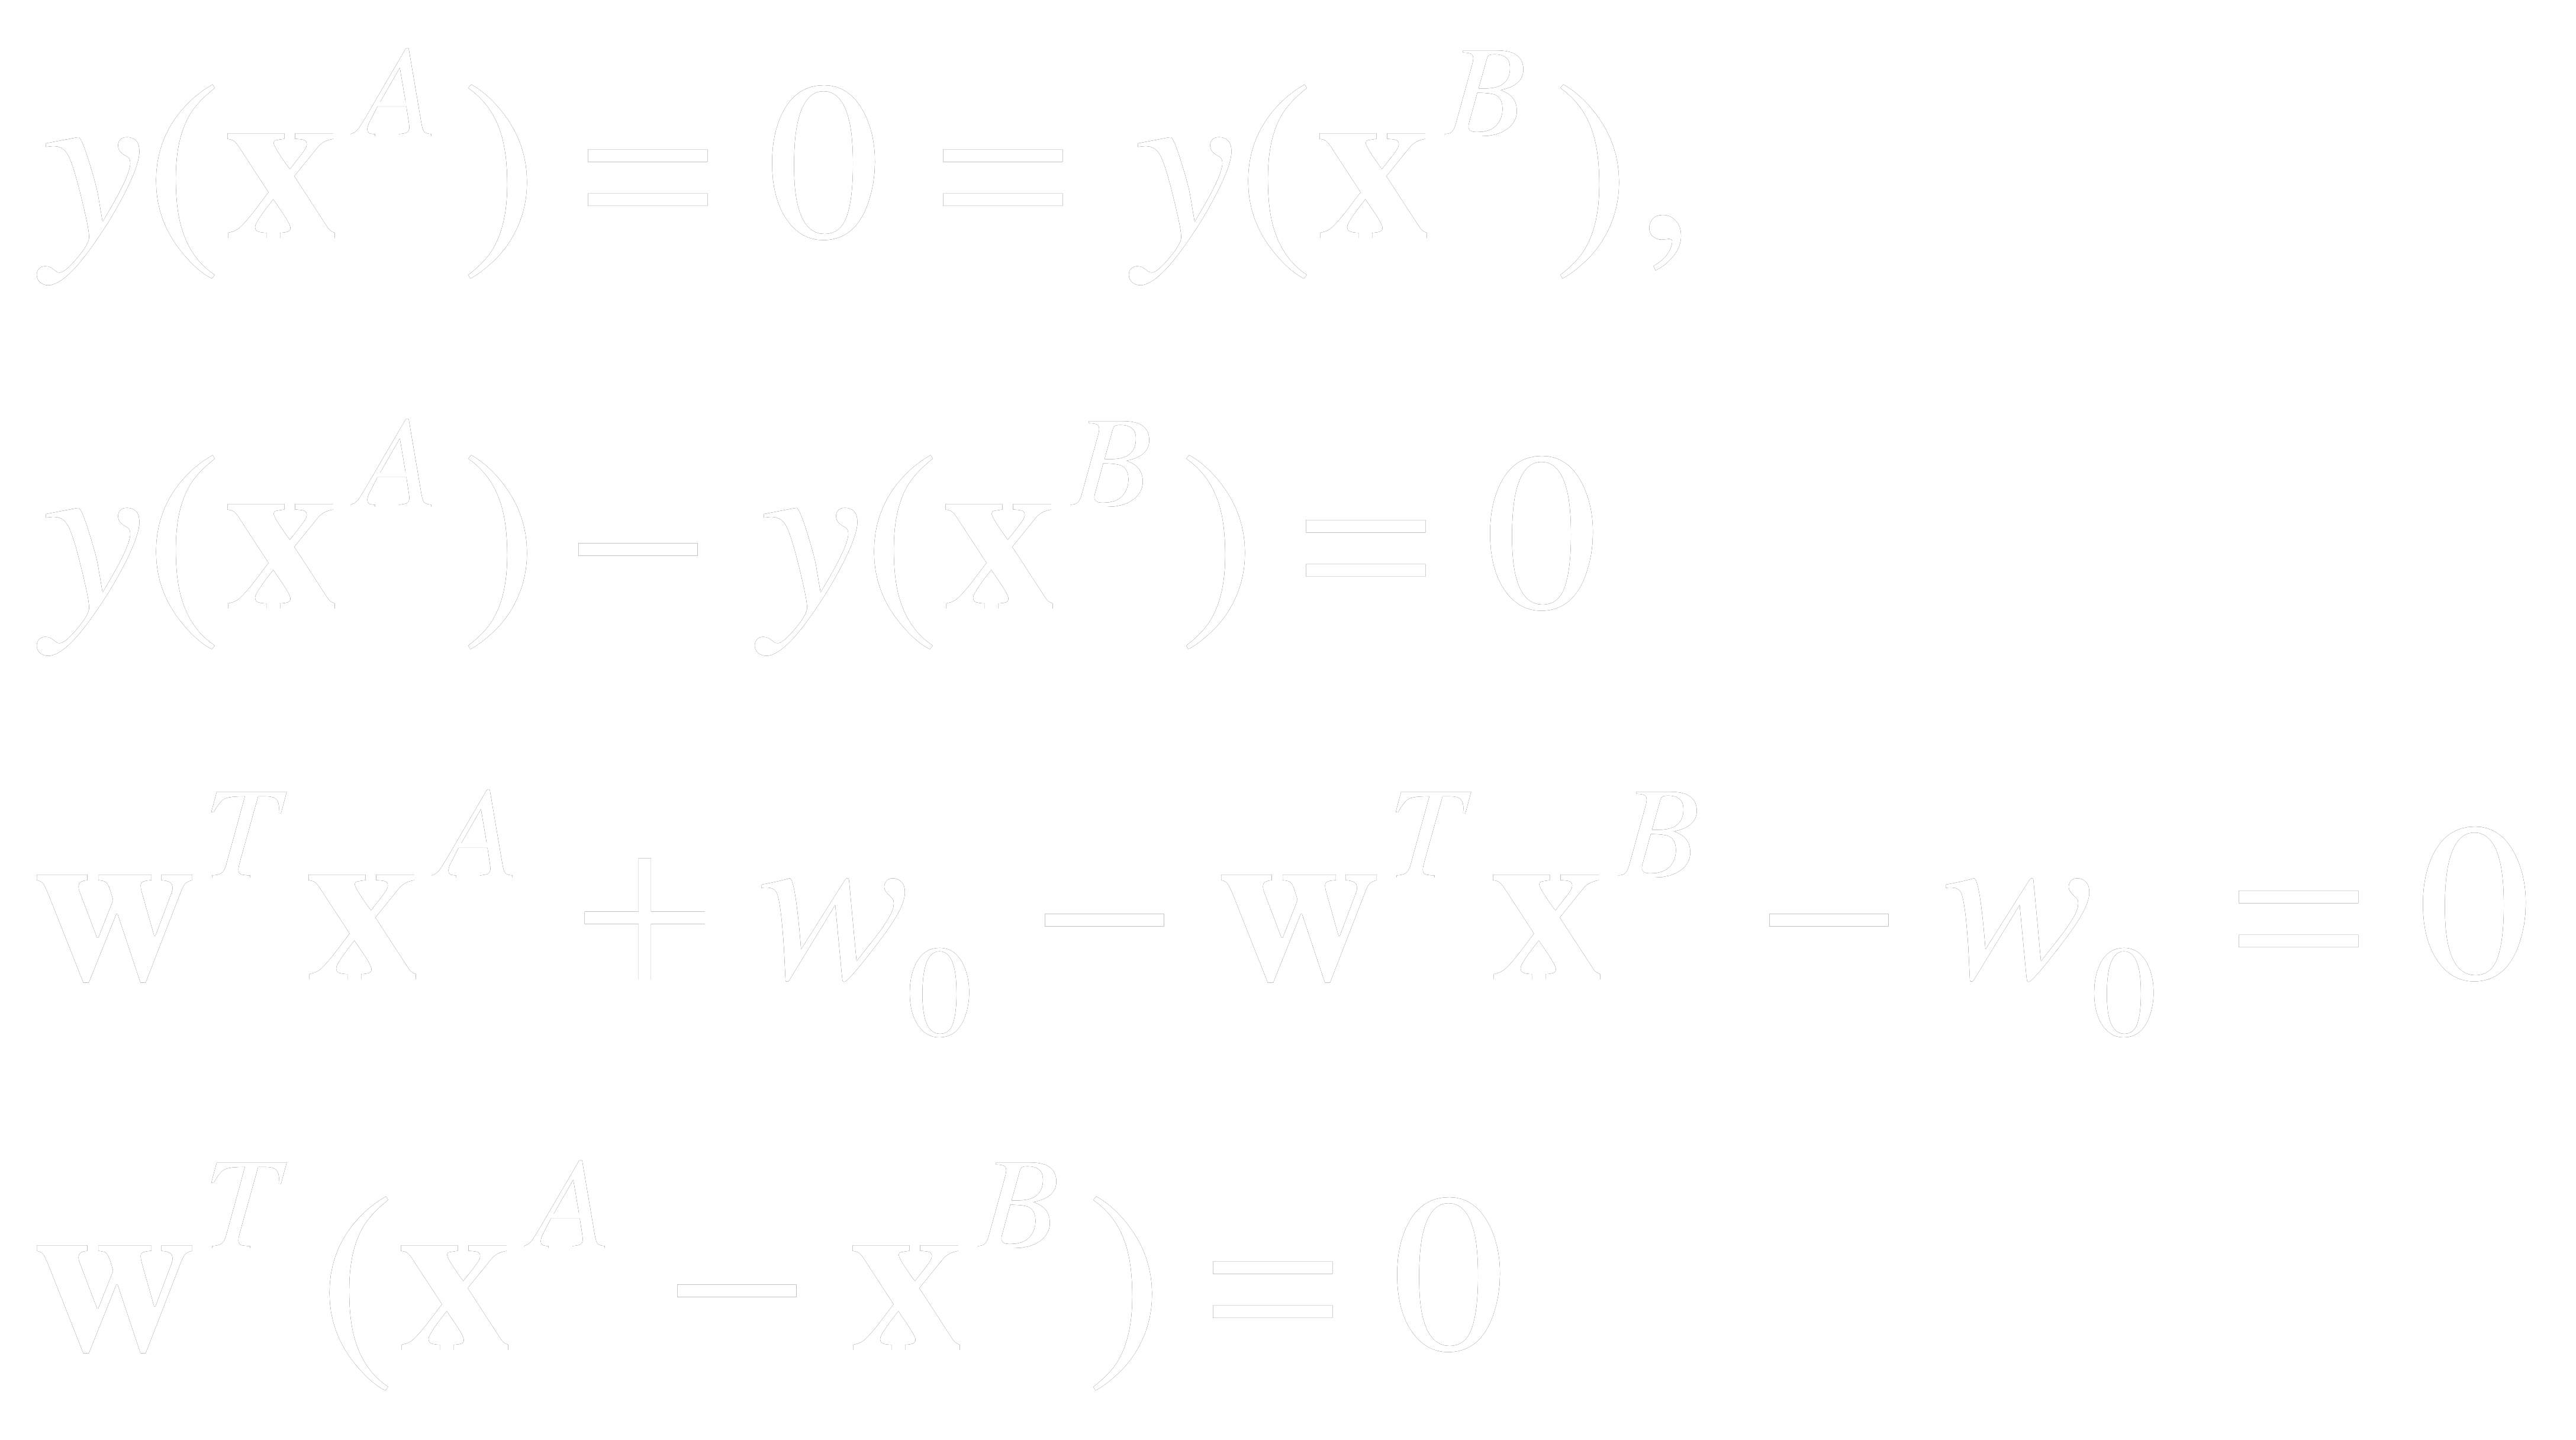 y(x^A) = 0 = y(x^B),
y(x^A) − y(x^B) = 0
w^T x^A + w_0 − w^T x^B − w_0 = 0
w^T (x^A − x^B) = 0